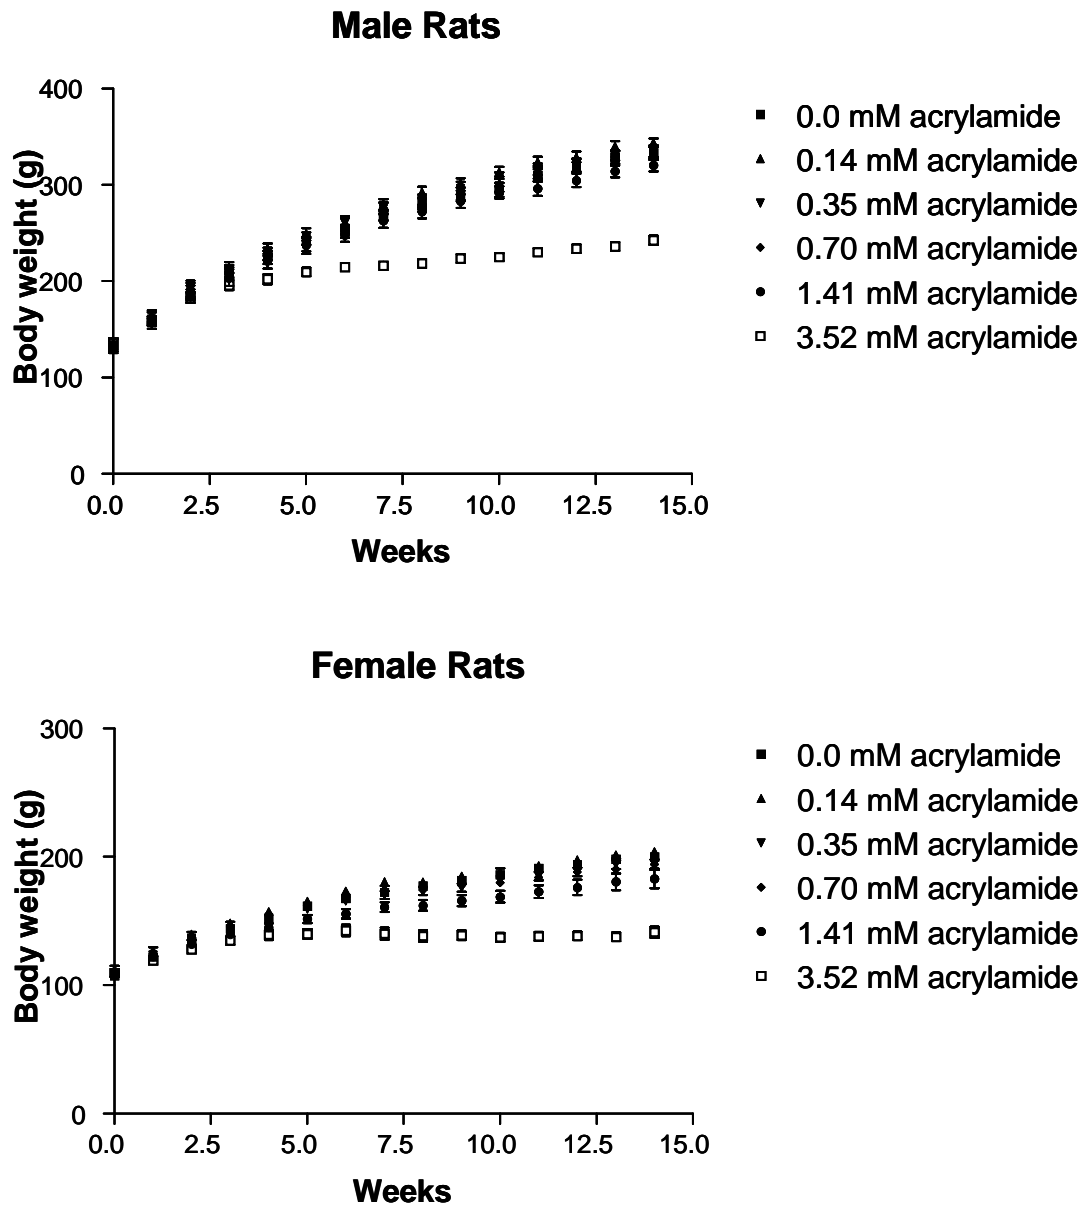 Male Rats
400
300
200
100
0
Body weight (g)
0.0 2.5 5.0 7.5 10.0 12.5 15.0
Weeks
0.0 mM acrylamide
0.14 mM acrylamide
0.35 mM acrylamide
0.70 mM acrylamide
1.41 mM acrylamide
3.52 mM acrylamide
Female Rats
300
200
100
0
Body weight (g)
0.0 2.5 5.0 7.5 10.0 12.5 15.0
Weeks
0.0 mM acrylamide
0.14 mM acrylamide
0.35 mM acrylamide
0.70 mM acrylamide
1.41 mM acrylamide
3.52 mM acrylamide